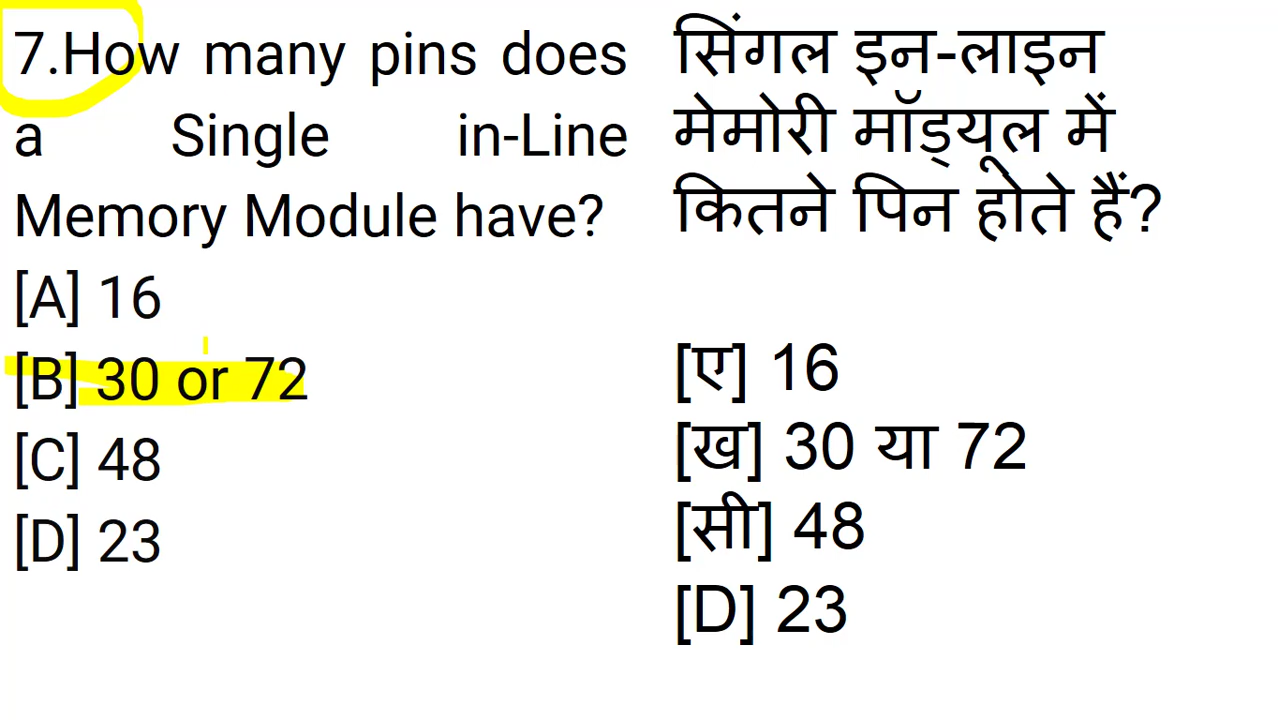 7.How many pins does
a Single in-Line
Memory Module have?
[A] 16
[B] 30 or 72
[C] 48
[D] 23
सिंगल इन-लाइन
मेमोरी मॉड्यूल में
कितने पिन होते हैं?
[ए] 16
[ख] 30 या 72
[सी] 48
[D] 23